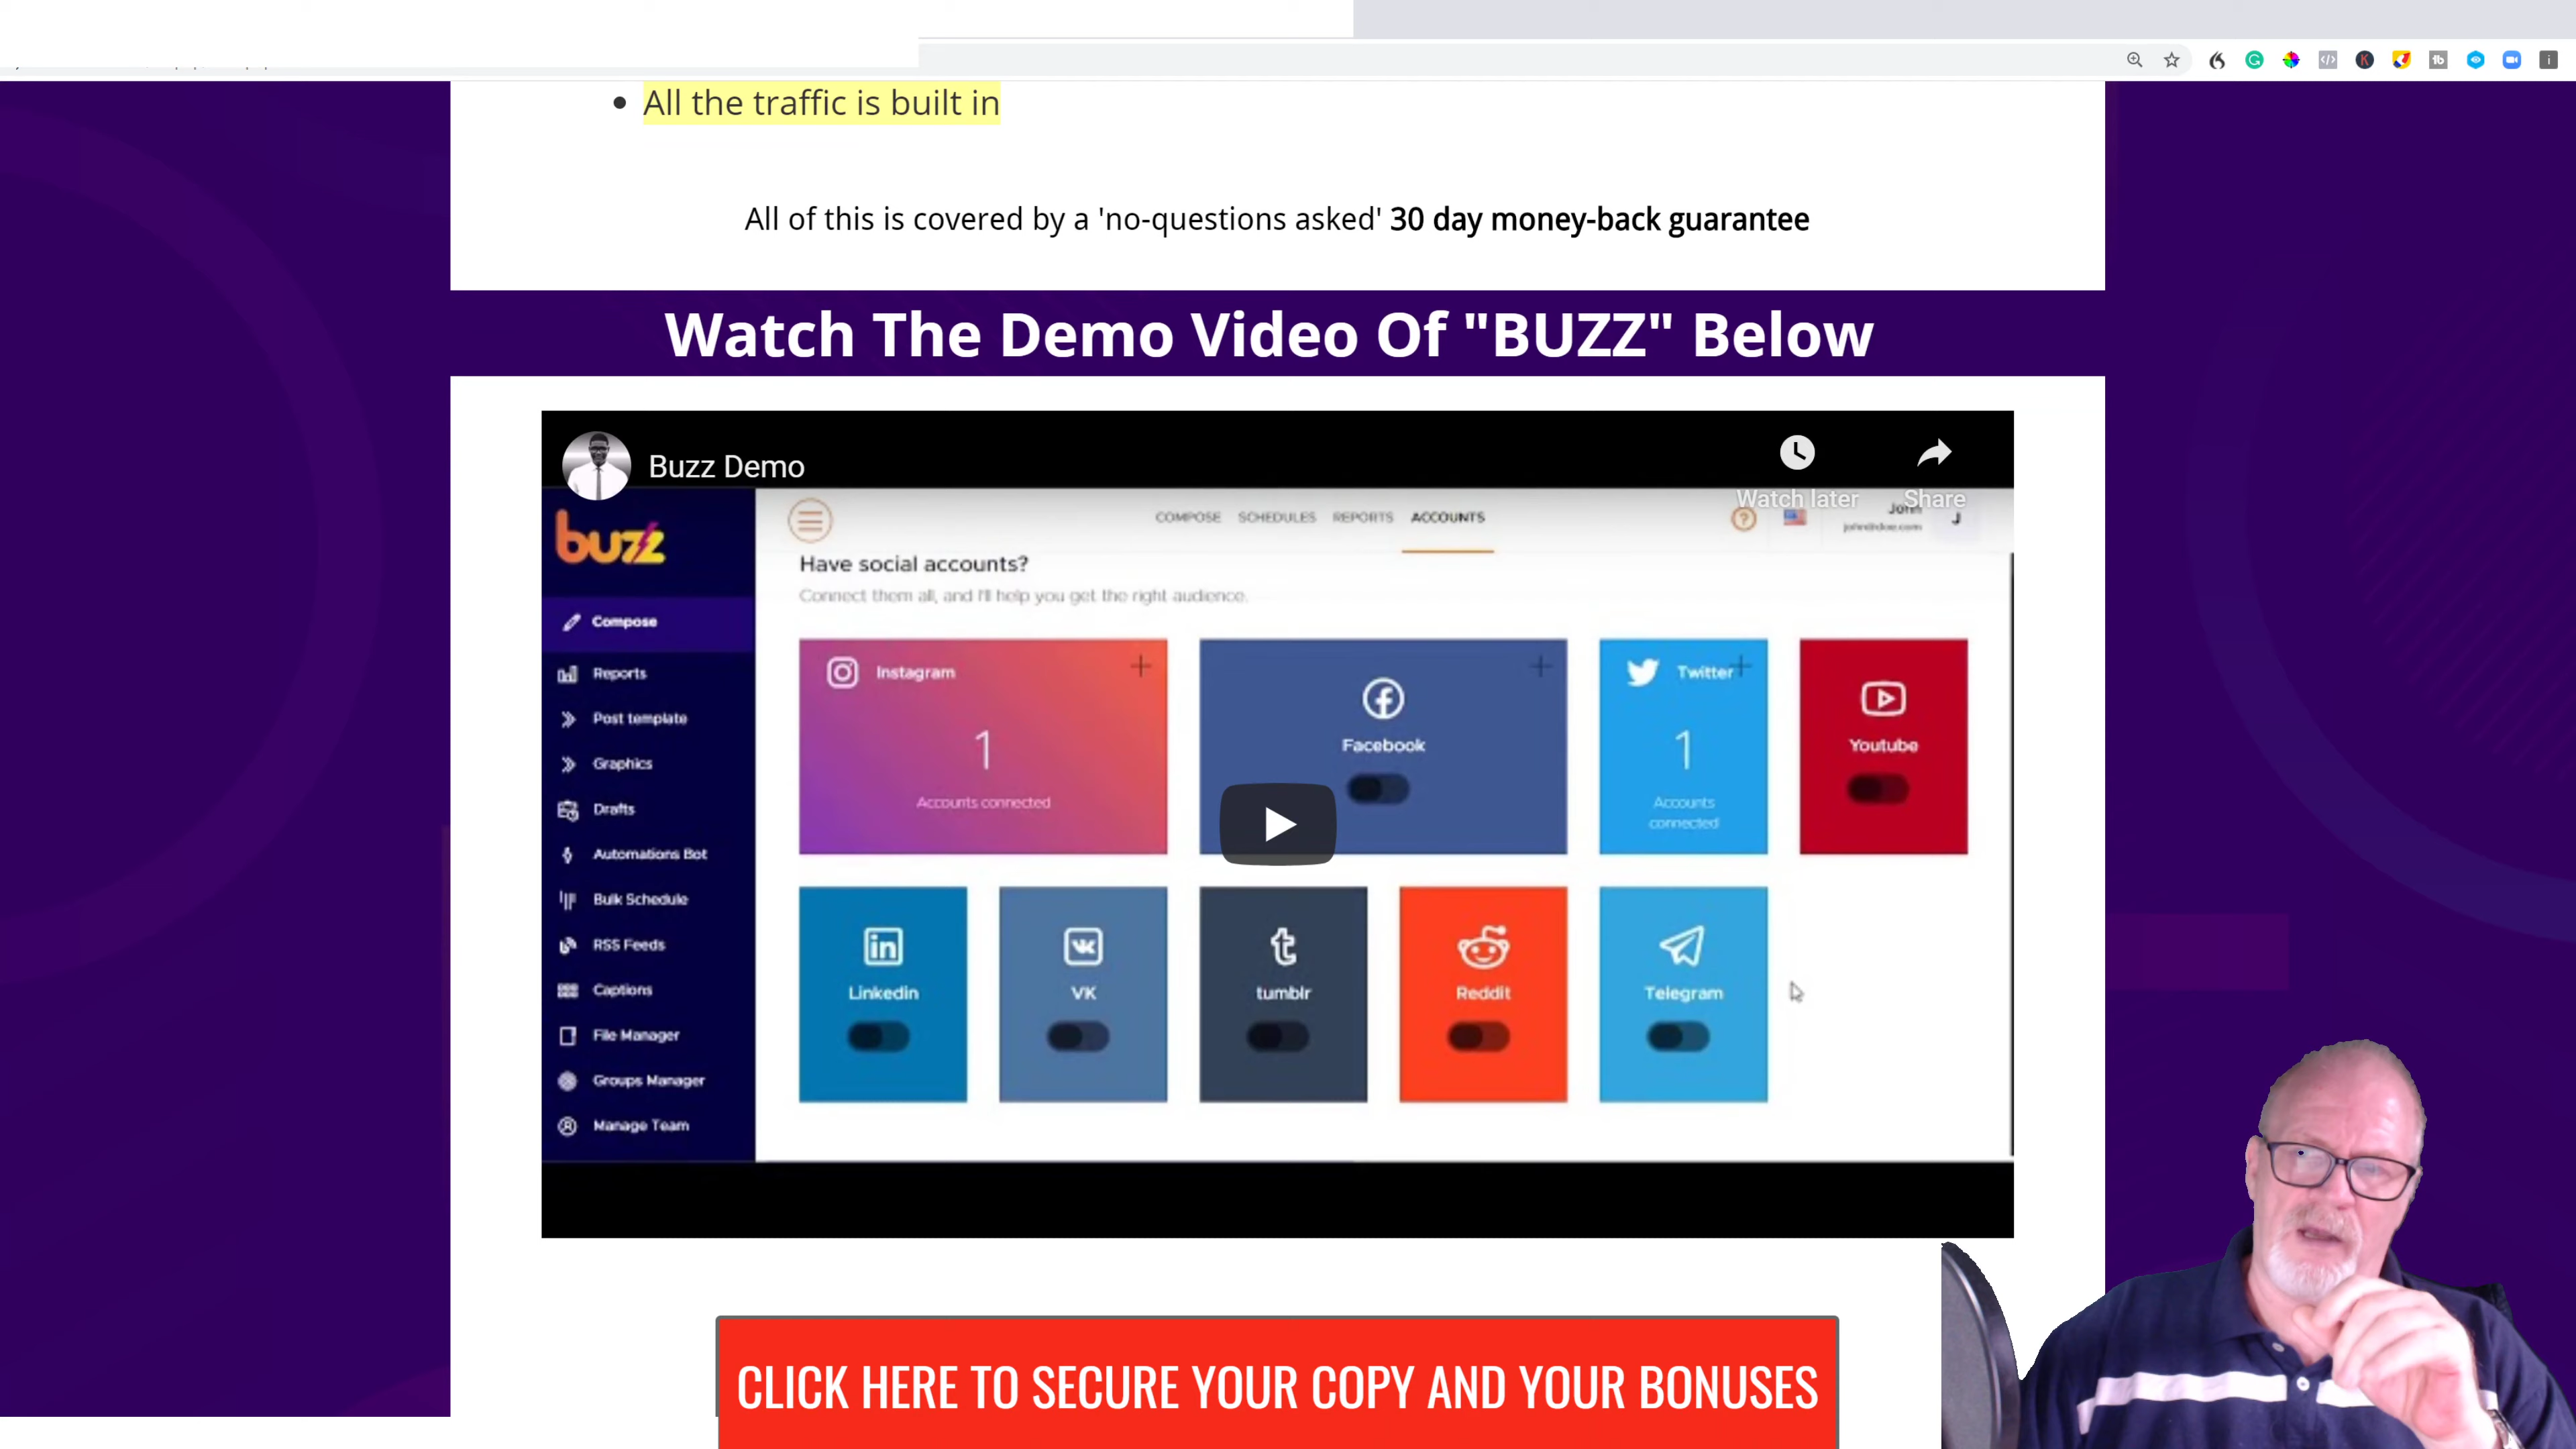 All the traffic is built in
All of this is covered by a 'no-questions asked' 30 day money-back guarantee
Watch The Demo Video Of "BUZZ" Below
Buzz Demo
Watch later
Share
buzz
COMPOSE SCHEDULES REPORTS ACCOUNTS
John
john@doe.com
J
Have social accounts?
Connect them all, and I'll help you get the right audience.
Compose
Reports
Post template
Graphics
Drafts
Automations Bot
Bulk Schedule
RSS Feeds
Captions
File Manager
Groups Manager
Manage Team
Instagram
1
Accounts connected
Facebook
Twitter
1
Accounts
connected
Youtube
Linkedin
VK
tumblr
Reddit
Telegram
CLICK HERE TO SECURE YOUR COPY AND YOUR BONUSES